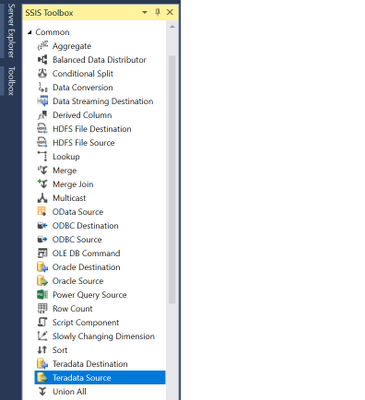 Server Explorer
Toolbox
SSIS Toolbox
Common
Aggregate
Balanced Data Distributor
Conditional Split
Data Conversion
Data Streaming Destination
Derived Column
HDFS File Destination
HDFS File Source
Lookup
Merge
Merge Join
Multicast
OData Source
ODBC Destination
ODBC Source
OLE DB Command
Oracle Destination
Oracle Source
Power Query Source
Row Count
Script Component
Slowly Changing Dimension
Sort
Teradata Destination
Teradata Source
Union All